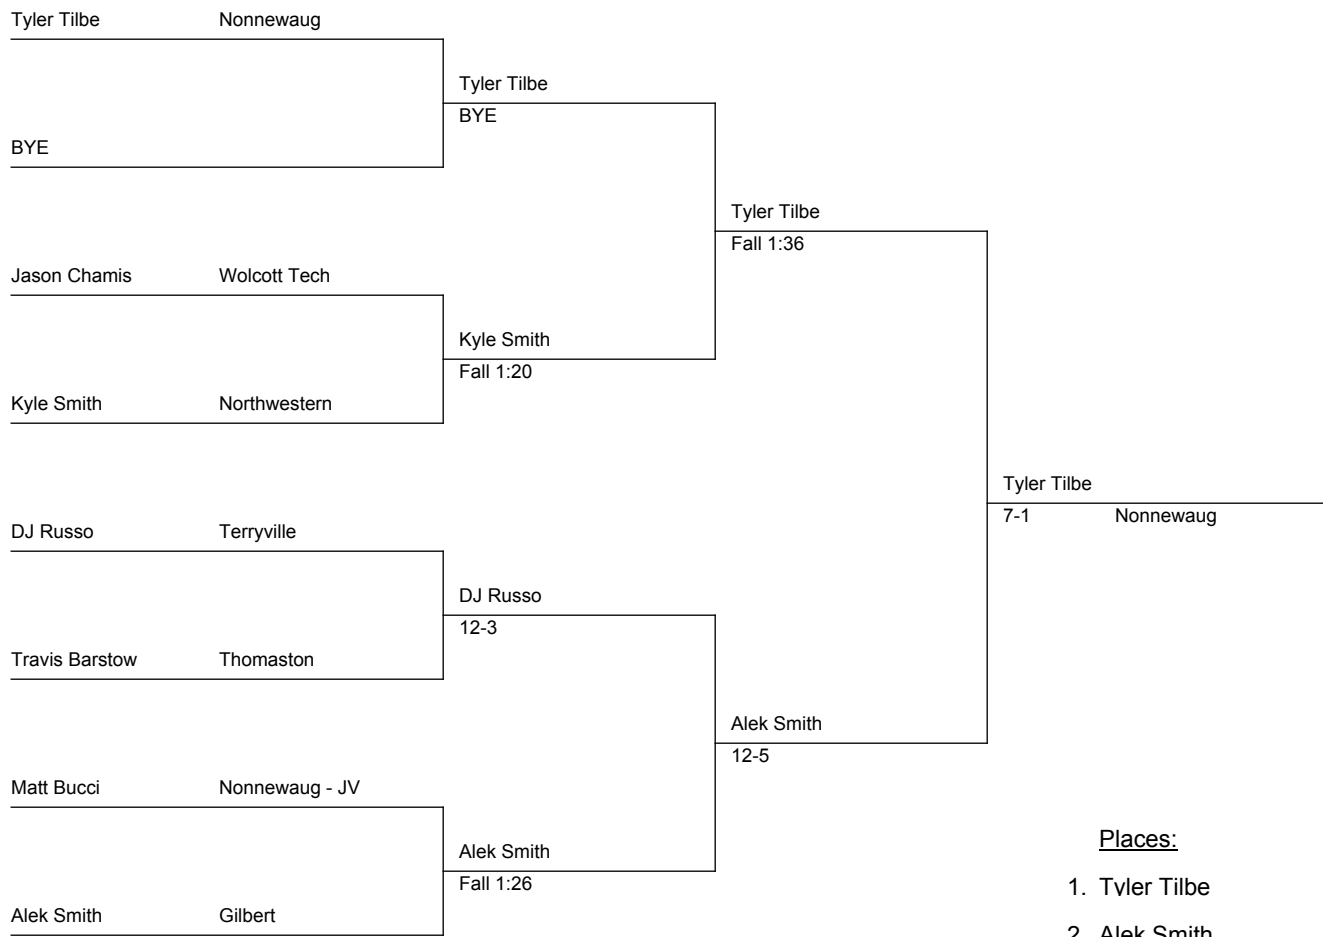 Tyler Tilbe Nonnewaug
Tyler Tilbe
BYE
BYE
Tyler Tilbe
Fall 1:36
Jason Chamis Wolcott Tech
Kyle Smith
Fall 1:20
Kyle Smith Northwestern
Tyler Tilbe
7-1 Nonnewaug
DJ Russo Terryville
DJ Russo
12-3
Travis Barstow Thomaston
Alek Smith
12-5
Matt Bucci Nonnewaug - JV
Places:
Alek Smith
Fall 1:26
1. Tyler Tilbe
Alek Smith Gilbert
2. Alek Smith